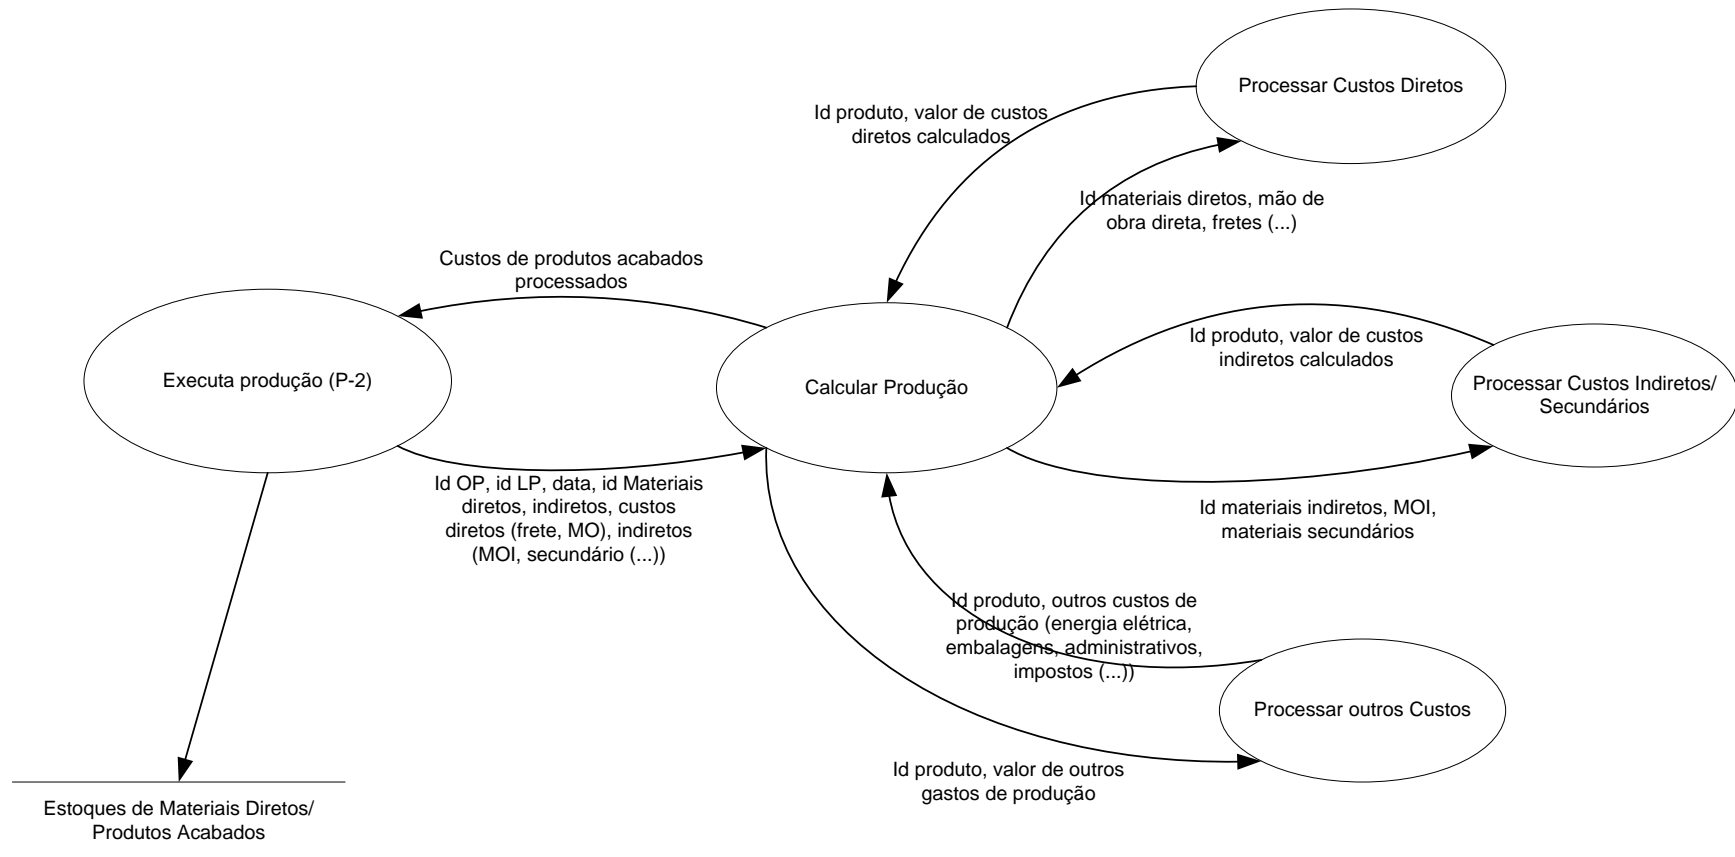 Processar Custos Diretos
Id produto, valor de custos
diretos calculados
Id materiais diretos, mão de
obra direta, fretes (...)
Custos de produtos acabados
processados
Id produto, valor de custos
indiretos calculados
Executa produção (P-2)
Calcular Produção
Processar Custos Indiretos/
Secundários
Id OP, id LP, data, id Materiais
diretos, indiretos, custos
diretos (frete, MO), indiretos
(MOI, secundário (...))
Id materiais indiretos, MOI,
materiais secundários
Id produto, outros custos de
produção (energia elétrica,
embalagens, administrativos,
impostos (...))
Processar outros Custos
Id produto, valor de outros
gastos de produção
Estoques de Materiais Diretos/
Produtos Acabados